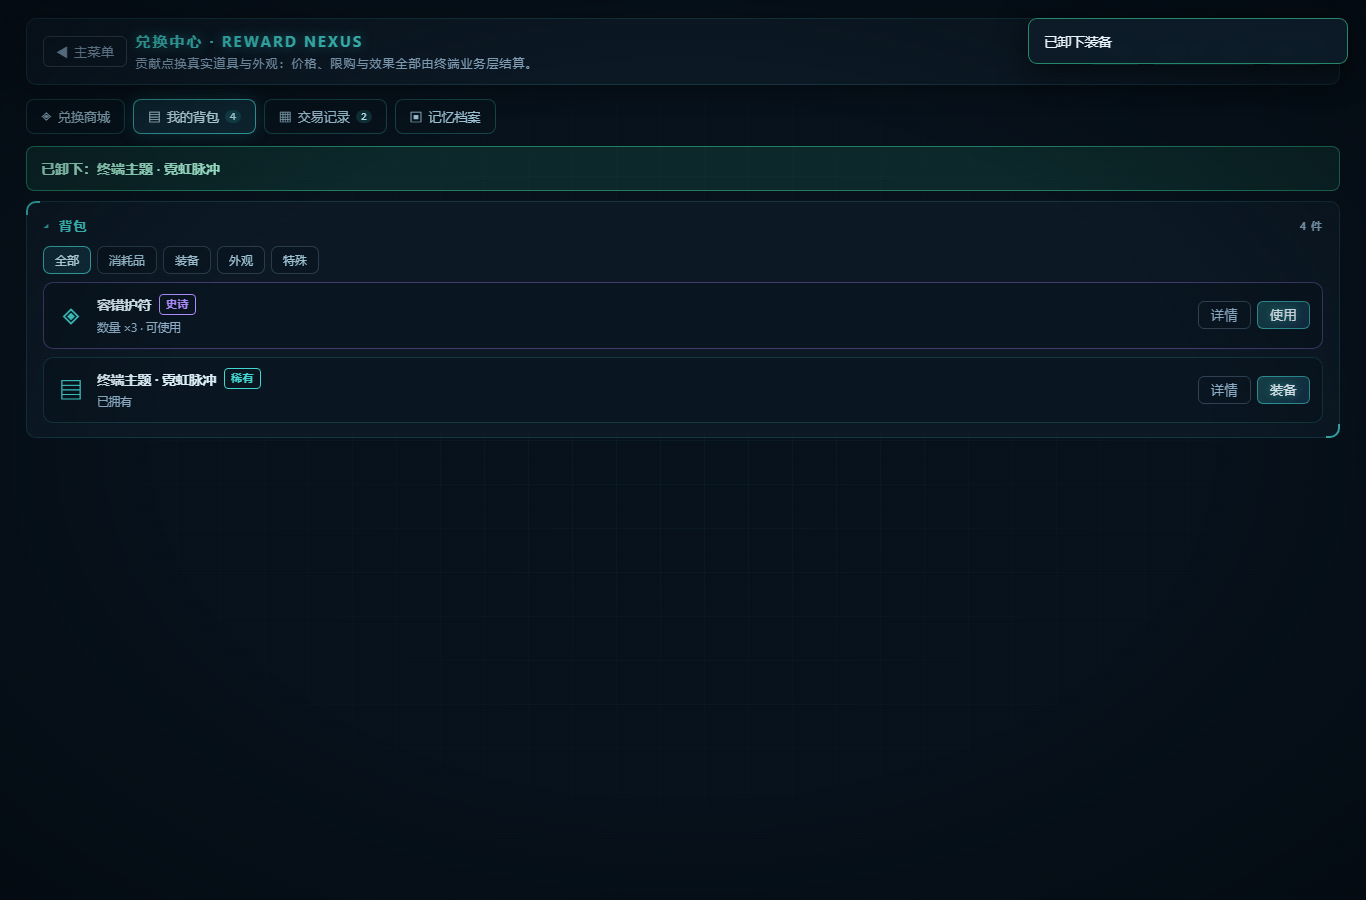 ◀ 主菜单
兑换中心 · REWARD NEXUS
贡献点换真实道具与外观：价格、限购与效果全部由终端业务层结算。
已卸下装备
兑换商城
我的背包 4
交易记录 2
记忆档案
已卸下：终端主题 · 霓虹脉冲
背包
4 件
全部
消耗品
装备
外观
特殊
容错护符 史诗
数量 ×3 · 可使用
详情
使用
终端主题 · 霓虹脉冲 稀有
已拥有
详情
装备